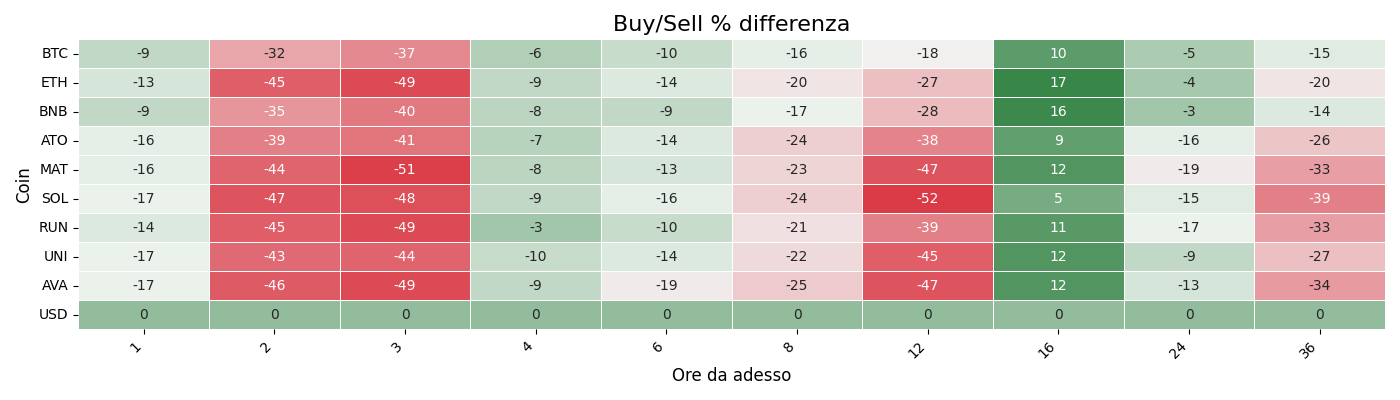 Buy/Sell % differenza
BTC -9 -32 -37 -6 -10 -16 -18 10 -5 -15
ETH -13 -45 -49 -9 -14 -20 -27 17 -4 -20
BNB -9 -35 -40 -8 -9 -17 -28 16 -3 -14
ATO -16 -39 -41 -7 -14 -24 -38 9 -16 -26
MAT -16 -44 -51 -8 -13 -23 -47 12 -19 -33
SOL -17 -47 -48 -9 -16 -24 -52 5 -15 -39
RUN -14 -45 -49 -3 -10 -21 -39 11 -17 -33
UNI -17 -43 -44 -10 -14 -22 -45 12 -9 -27
AVA -17 -46 -49 -9 -19 -25 -47 12 -13 -34
USD 0 0 0 0 0 0 0 0 0 0
1 2 3 4 6 8 12 16 24 36
Coin
Ore da adesso